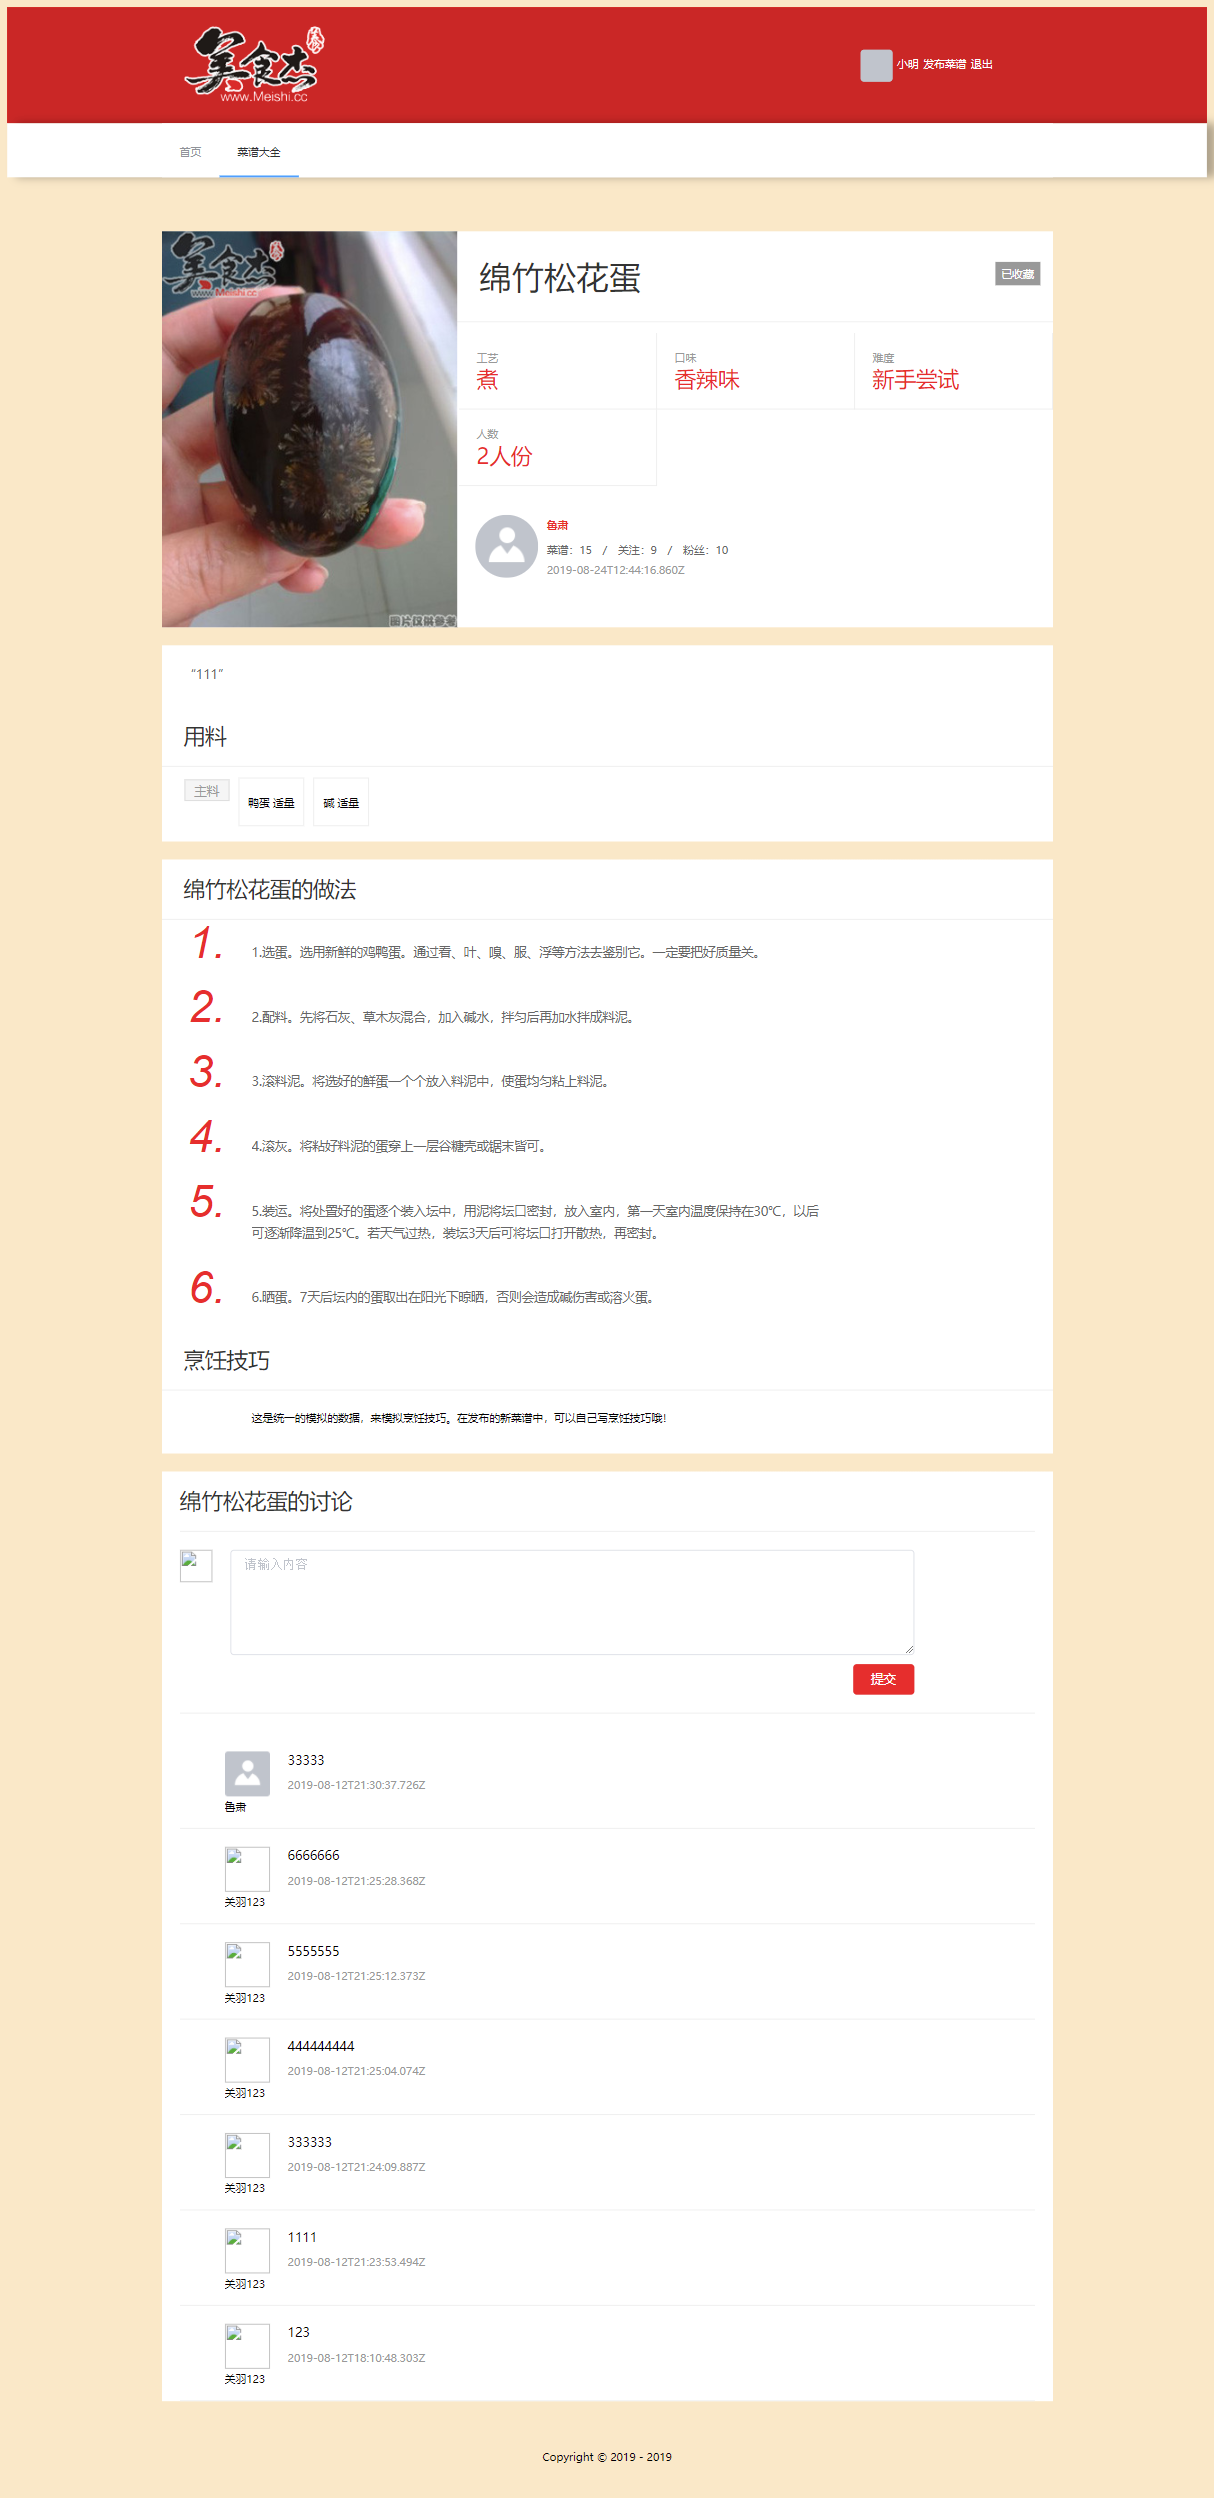 美食杰
www.Meishi.cc
小明 发布菜谱 退出
首页 菜谱大全
美食杰
www.Meishi.cc
图片仅供参考
绵竹松花蛋
已收藏
工艺
煮
口味
香辣味
难度
新手尝试
人数
2人份
鲁肃
菜谱：15 / 关注：9 / 粉丝：10
2019-08-24T12:44:16.860Z
“111”
用料
主料 鸭蛋 适量 碱 适量
绵竹松花蛋的做法
1. 1.选蛋。选用新鲜的鸡鸭蛋。通过看、叶、嗅、服、浮等方法去鉴别它。一定要把好质量关。
2. 2.配料。先将石灰、草木灰混合，加入碱水，拌匀后再加水拌成料泥。
3. 3.滚料泥。将选好的鲜蛋一个个放入料泥中，使蛋均匀粘上料泥。
4. 4.滚灰。将粘好料泥的蛋穿上一层谷糖壳或锯末皆可。
5. 5.装运。将处置好的蛋逐个装入坛中，用泥将坛口密封，放入室内，第一天室内温度保持在30℃，以后
可逐渐降温到25℃。若天气过热，装坛3天后可将坛口打开散热，再密封。
6. 6.晒蛋。7天后坛内的蛋取出在阳光下晾晒，否则会造成碱伤害或溶火蛋。
烹饪技巧
这是统一的模拟的数据，来模拟烹饪技巧。在发布的新菜谱中，可以自己写烹饪技巧哦！
绵竹松花蛋的讨论
请输入内容
提交
33333
2019-08-12T21:30:37.726Z
鲁肃
6666666
2019-08-12T21:25:28.368Z
关羽123
5555555
2019-08-12T21:25:12.373Z
关羽123
444444444
2019-08-12T21:25:04.074Z
关羽123
333333
2019-08-12T21:24:09.887Z
关羽123
1111
2019-08-12T21:23:53.494Z
关羽123
123
2019-08-12T18:10:48.303Z
关羽123
Copyright © 2019 - 2019